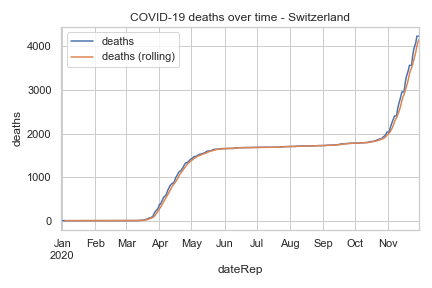 COVID-19 deaths over time - Switzerland
deaths
deaths (rolling)
4000
3000
2000
1000
0
deaths
Jan Feb Mar Apr May Jun Jul Aug Sep Oct Nov
2020
dateRep